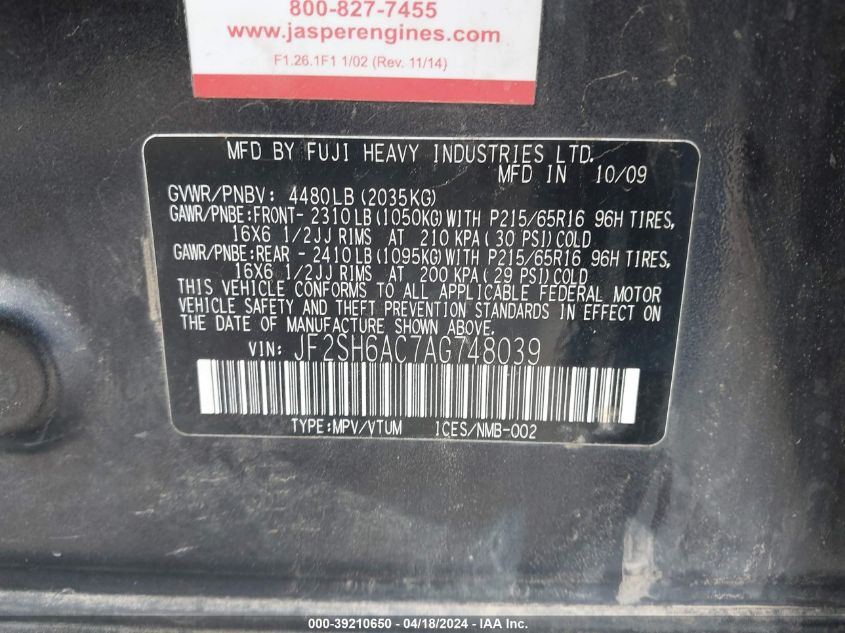 800-827-7455
www.jasperengines.com
F1.26.1F1 1/02 (Rev. 11/14)
MFD BY FUJI HEAVY INDUSTRIES LTD.
MFD IN 10/09
GVWR/PNBV: 4480LB(2035KG)
GAWR/PNBE:FRONT- 2310LB(1050KG)WITH P215/65R16 96H TIRES,
16X6 1/2JJ RIMS AT 210 KPA(30 PSI)COLD
GAWR/PNBE:REAR - 2410LB(1095KG)WITH P215/65R16 96H TIRES,
16X6 1/2JJ RIMS AT 200 KPA(29 PSI)COLD
THIS VEHICLE CONFORMS TO ALL APPLICABLE FEDERAL MOTOR
VEHICLE SAFETY AND THEFT PREVENTION STANDARDS IN EFFECT ON
THE DATE OF MANUFACTURE SHOWN ABOVE.
VIN: JF2SH6AC7AG748039
TYPE:MPV/VTUM ICES/NMB-002
000-39210650 - 04/18/2024 - IAA Inc.